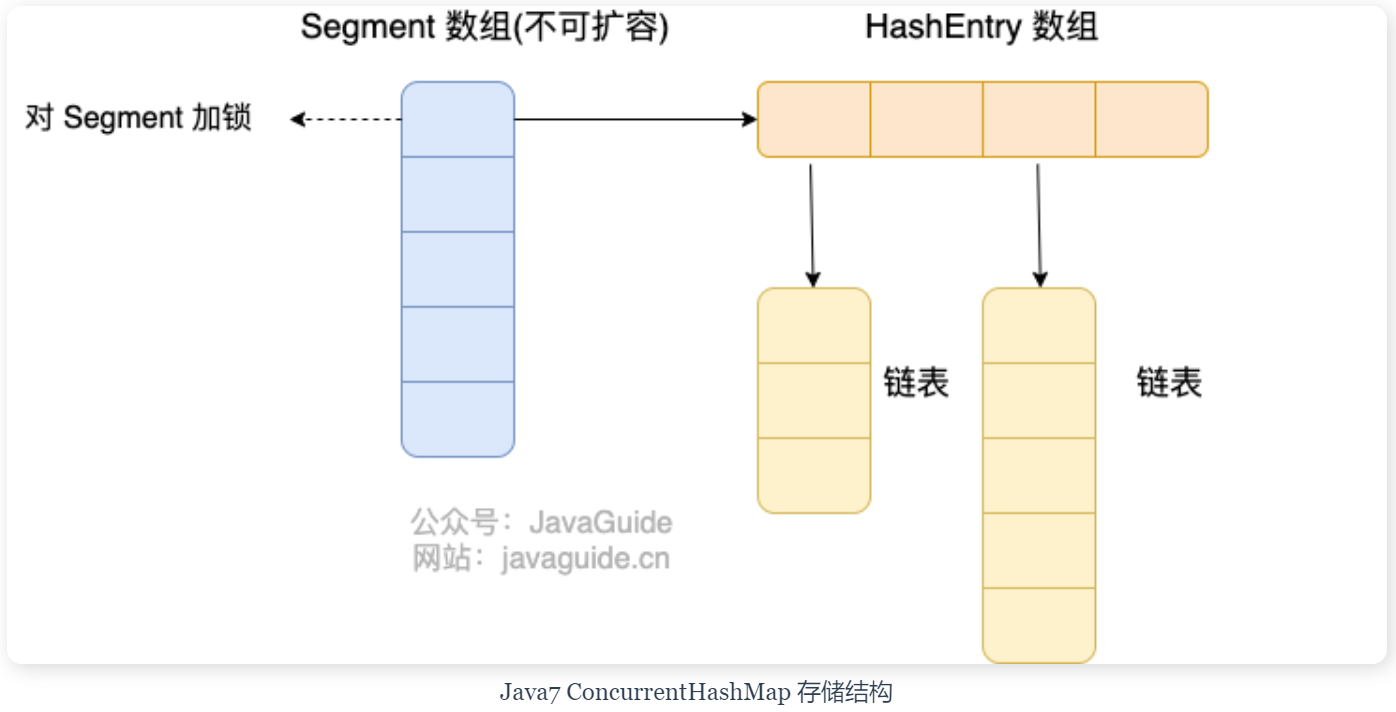 Segment 数组(不可扩容)
HashEntry 数组
对 Segment 加锁
链表
链表
公众号：JavaGuide
网站：javaguide.cn
Java7 ConcurrentHashMap 存储结构